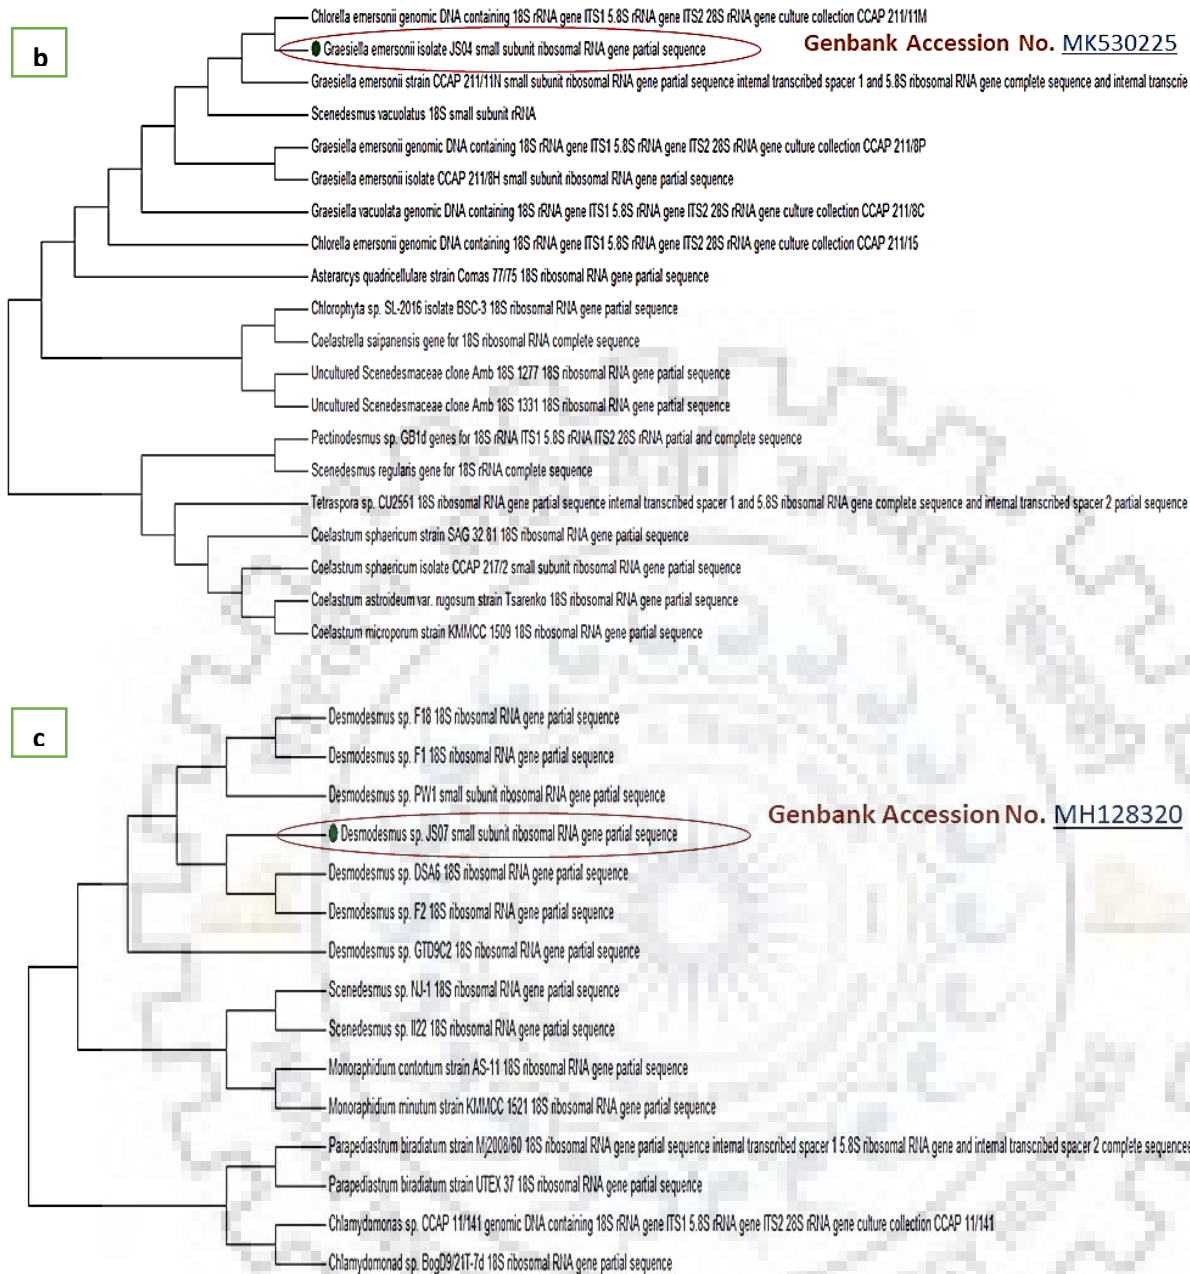 b
Chlorella emersonii genomic DNA containing 18S rRNA gene ITS1 5.8S rRNA gene ITS2 28S rRNA gene culture collection CCAP 211/11M
Graesiella emersonii isolate JS04 small subunit ribosomal RNA gene partial sequence
Genbank Accession No. MK530225
Graesiella emersonii strain CCAP 211/11N small subunit ribosomal RNA gene partial sequence internal transcribed spacer 1 and 5.8S ribosomal RNA gene complete sequence and internal transcrie
Scenedesmus vacuolatus 18S small subunit rRNA
Graesiella emersonii genomic DNA containing 18S rRNA gene ITS1 5.8S rRNA gene ITS2 28S rRNA gene culture collection CCAP 211/8P
Graesiella emersonii isolate CCAP 211/8H small subunit ribosomal RNA gene partial sequence
Graesiella vacuolata genomic DNA containing 18S rRNA gene ITS1 5.8S rRNA gene ITS2 28S rRNA gene culture collection CCAP 211/8C
Chlorella emersonii genomic DNA containing 18S rRNA gene ITS1 5.8S rRNA gene ITS2 28S rRNA gene culture collection CCAP 211/15
Asterarcys quadricellulare strain Comas 77/75 18S ribosomal RNA gene partial sequence
Chlorophyta sp. SL-2016 isolate BSC-3 18S ribosomal RNA gene partial sequence
Coelastrella saipanensis gene for 18S ribosomal RNA complete sequence
Uncultured Scenedesmaceae clone Amb 18S 1277 18S ribosomal RNA gene partial sequence
Uncultured Scenedesmaceae clone Amb 18S 1331 18S ribosomal RNA gene partial sequence
Pectinodesmus sp. GB1d genes for 18S rRNA ITS1 5.8S rRNA ITS2 28S rRNA partial and complete sequence
Scenedesmus regularis gene for 18S rRNA complete sequence
Tetraspora sp. CU2551 18S ribosomal RNA gene partial sequence internal transcribed spacer 1 and 5.8S ribosomal RNA gene complete sequence and internal transcribed spacer 2 partial sequence
Coelastrum sphaericum strain SAG 32.81 18S ribosomal RNA gene partial sequence
Coelastrum sphaericum isolate CCAP 217/2 small subunit ribosomal RNA gene partial sequence
Coelastrum astroideum var. rugosum strain Tsarenko 18S ribosomal RNA gene partial sequence
Coelastrum microporum strain KMMCC 1509 18S ribosomal RNA gene partial sequence
c
Desmodesmus sp. F18 18S ribosomal RNA gene partial sequence
Desmodesmus sp. F1 18S ribosomal RNA gene partial sequence
Desmodesmus sp. PW1 small subunit ribosomal RNA gene partial sequence
Genbank Accession No. MH128320
Desmodesmus sp. JS07 small subunit ribosomal RNA gene partial sequence
Desmodesmus sp. DSA6 18S ribosomal RNA gene partial sequence
Desmodesmus sp. F2 18S ribosomal RNA gene partial sequence
Desmodesmus sp. GTD9C2 18S ribosomal RNA gene partial sequence
Scenedesmus sp. NJ-1 18S ribosomal RNA gene partial sequence
Scenedesmus sp. II22 18S ribosomal RNA gene partial sequence
Monoraphidium contortum strain AS-11 18S ribosomal RNA gene partial sequence
Monoraphidium minutum strain KMMCC 1521 18S ribosomal RNA gene partial sequence
Parapediastrum biradiatum strain Mj2008/60 18S ribosomal RNA gene partial sequence internal transcribed spacer 1 5.8S ribosomal RNA gene and internal transcribed spacer 2 complete sequences
Parapediastrum biradiatum strain UTEX 37 18S ribosomal RNA gene partial sequence
Chlamydomonas sp. CCAP 11/141 genomic DNA containing 18S rRNA gene ITS1 5.8S rRNA gene ITS2 28S rRNA gene culture collection CCAP 11/141
Chlamydomonad sp. BogD9/21T-7d 18S ribosomal RNA gene partial sequence